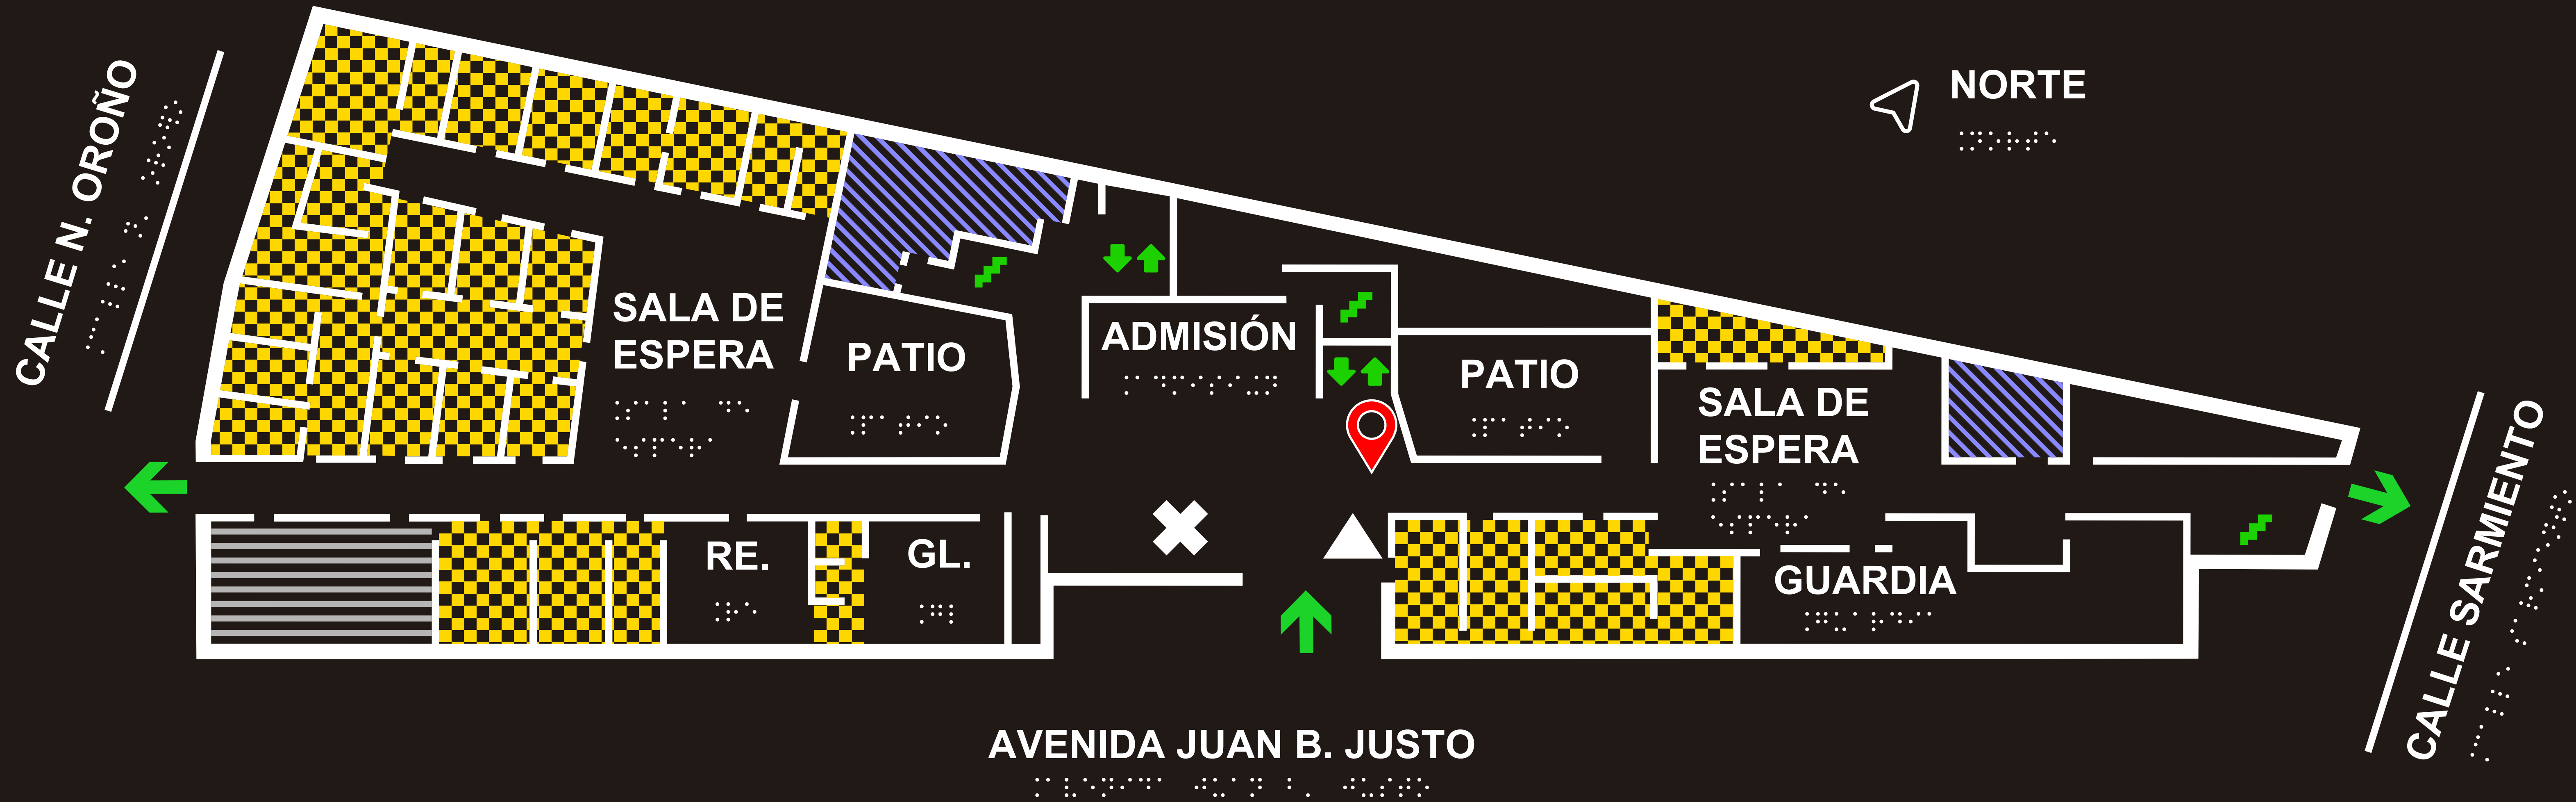 CALLE N. OROÑO
NORTE
SALA DE
ESPERA
PATIO
ADMISIÓN
PATIO
SALA DE
ESPERA
RE.
GL.
GUARDIA
CALLE SARMIENTO
AVENIDA JUAN B. JUSTO